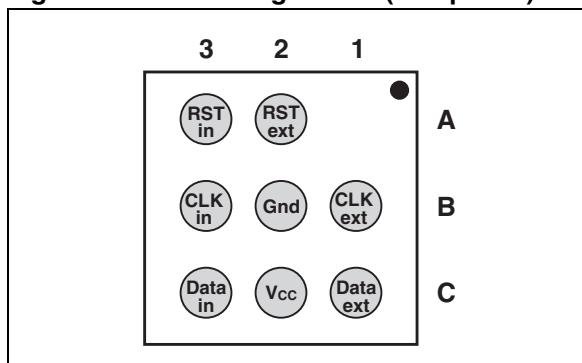 3 2 1
RST in RST ext A
CLK in Gnd CLK ext B
Data in Vcc Data ext C